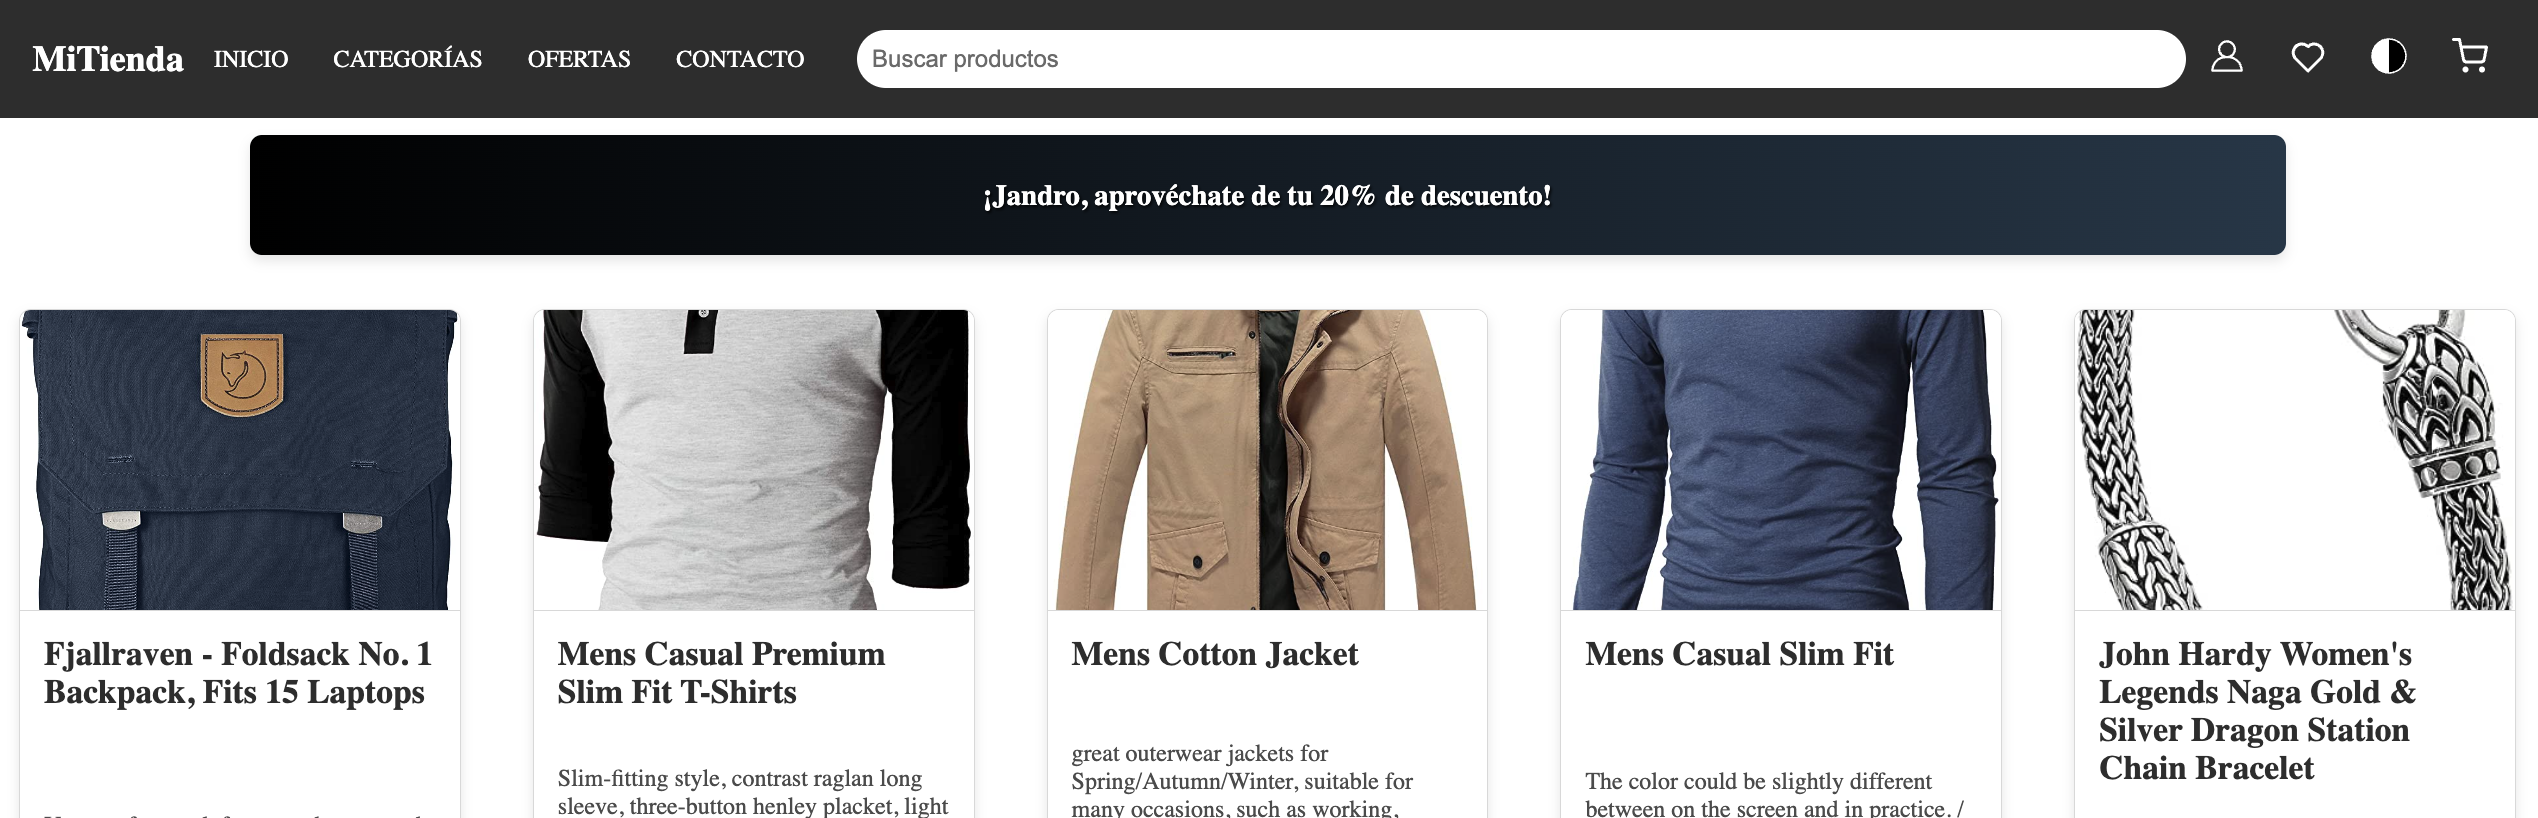 MiTienda INICIO CATEGORÍAS OFERTAS CONTACTO Buscar productos
¡Jandro, aprovéchate de tu 20% de descuento!
Fjallraven - Foldsack No. 1
Backpack, Fits 15 Laptops
Mens Casual Premium
Slim Fit T-Shirts
Slim-fitting style, contrast raglan long
sleeve, three-button henley placket, light
Mens Cotton Jacket
great outerwear jackets for
Spring/Autumn/Winter, suitable for
many occasions, such as working,
Mens Casual Slim Fit
The color could be slightly different
between on the screen and in practice. /
John Hardy Women's
Legends Naga Gold &
Silver Dragon Station
Chain Bracelet